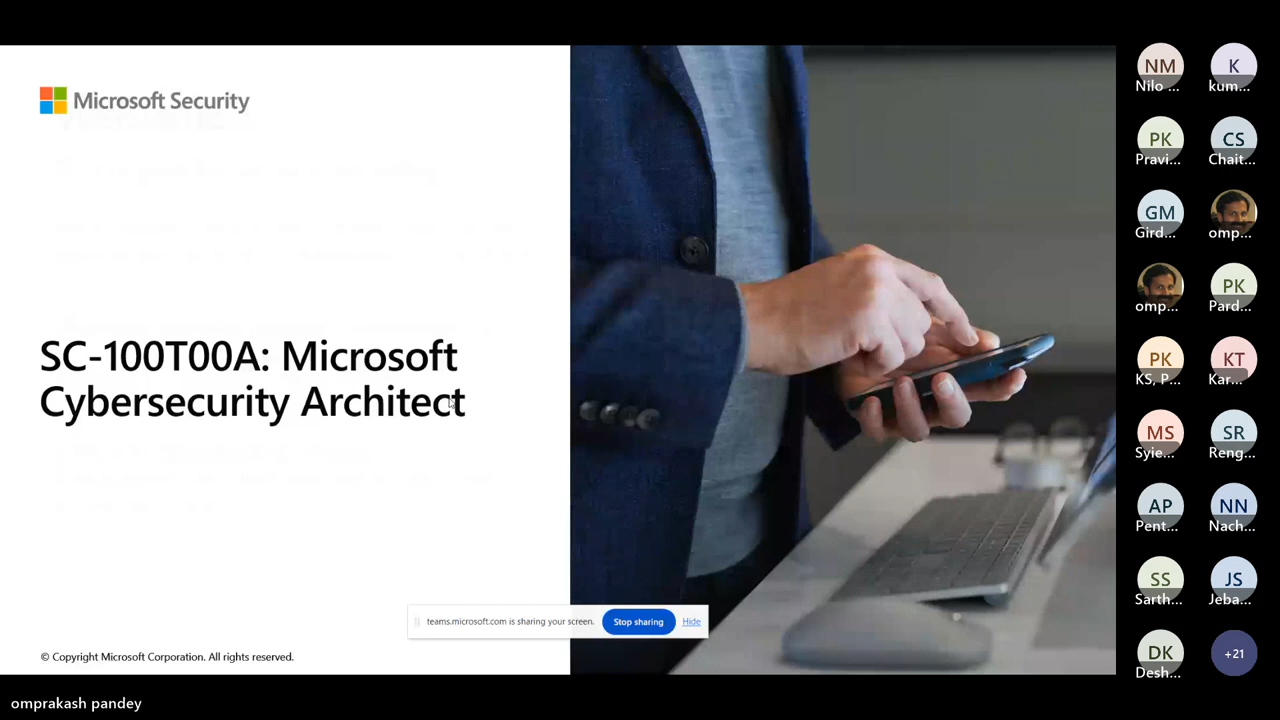 Microsoft Security
SC-100T00A: Microsoft
Cybersecurity Architect
teams.microsoft.com is sharing your screen.
Stop sharing
Hide
© Copyright Microsoft Corporation. All rights reserved.
omprakash pandey
NM
Nilo ...
K
kum...
PK
Pravi...
CS
Chait...
GM
Gird...
omp...
omp...
PK
Pard...
PK
KS, P...
KT
Kar...
MS
Syie...
SR
Reng...
AP
Pent...
NN
Nach...
SS
Sarth...
JS
Jeba...
DK
Desh...
+21